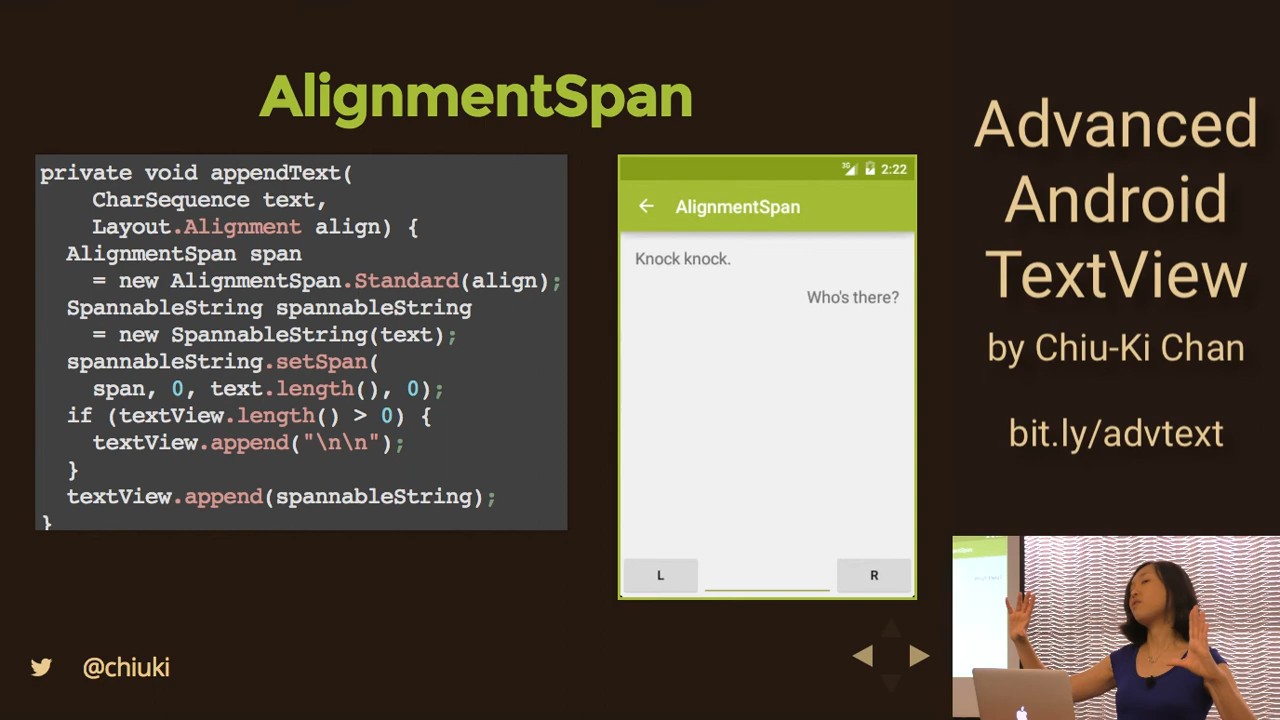 AlignmentSpan
private void appendText(
CharSequence text,
Layout.Alignment align) {
AlignmentSpan span
= new AlignmentSpan.Standard(align);
SpannableString spannableString
= new SpannableString(text);
spannableString.setSpan(
span, 0, text.length(), 0);
if (textView.length() > 0) {
textView.append("\n\n");
}
textView.append(spannableString);
}
3G 2:22
AlignmentSpan
Knock knock.
Who's there?
L
R
@chiuki
Advanced
Android
TextView
by Chiu-Ki Chan
bit.ly/advtext